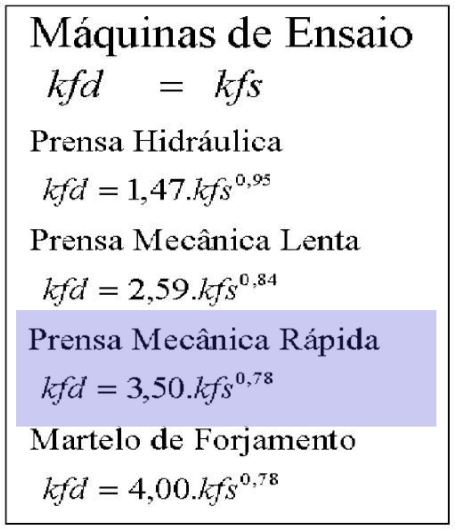 Máquinas de Ensaio
kfd = kfs
Prensa Hidráulica
kfd = 1,47.kfs^0,95
Prensa Mecânica Lenta
kfd = 2,59.kfs^0,84
Prensa Mecânica Rápida
kfd = 3,50.kfs^0,78
Martelo de Forjamento
kfd = 4,00.kfs^0,78